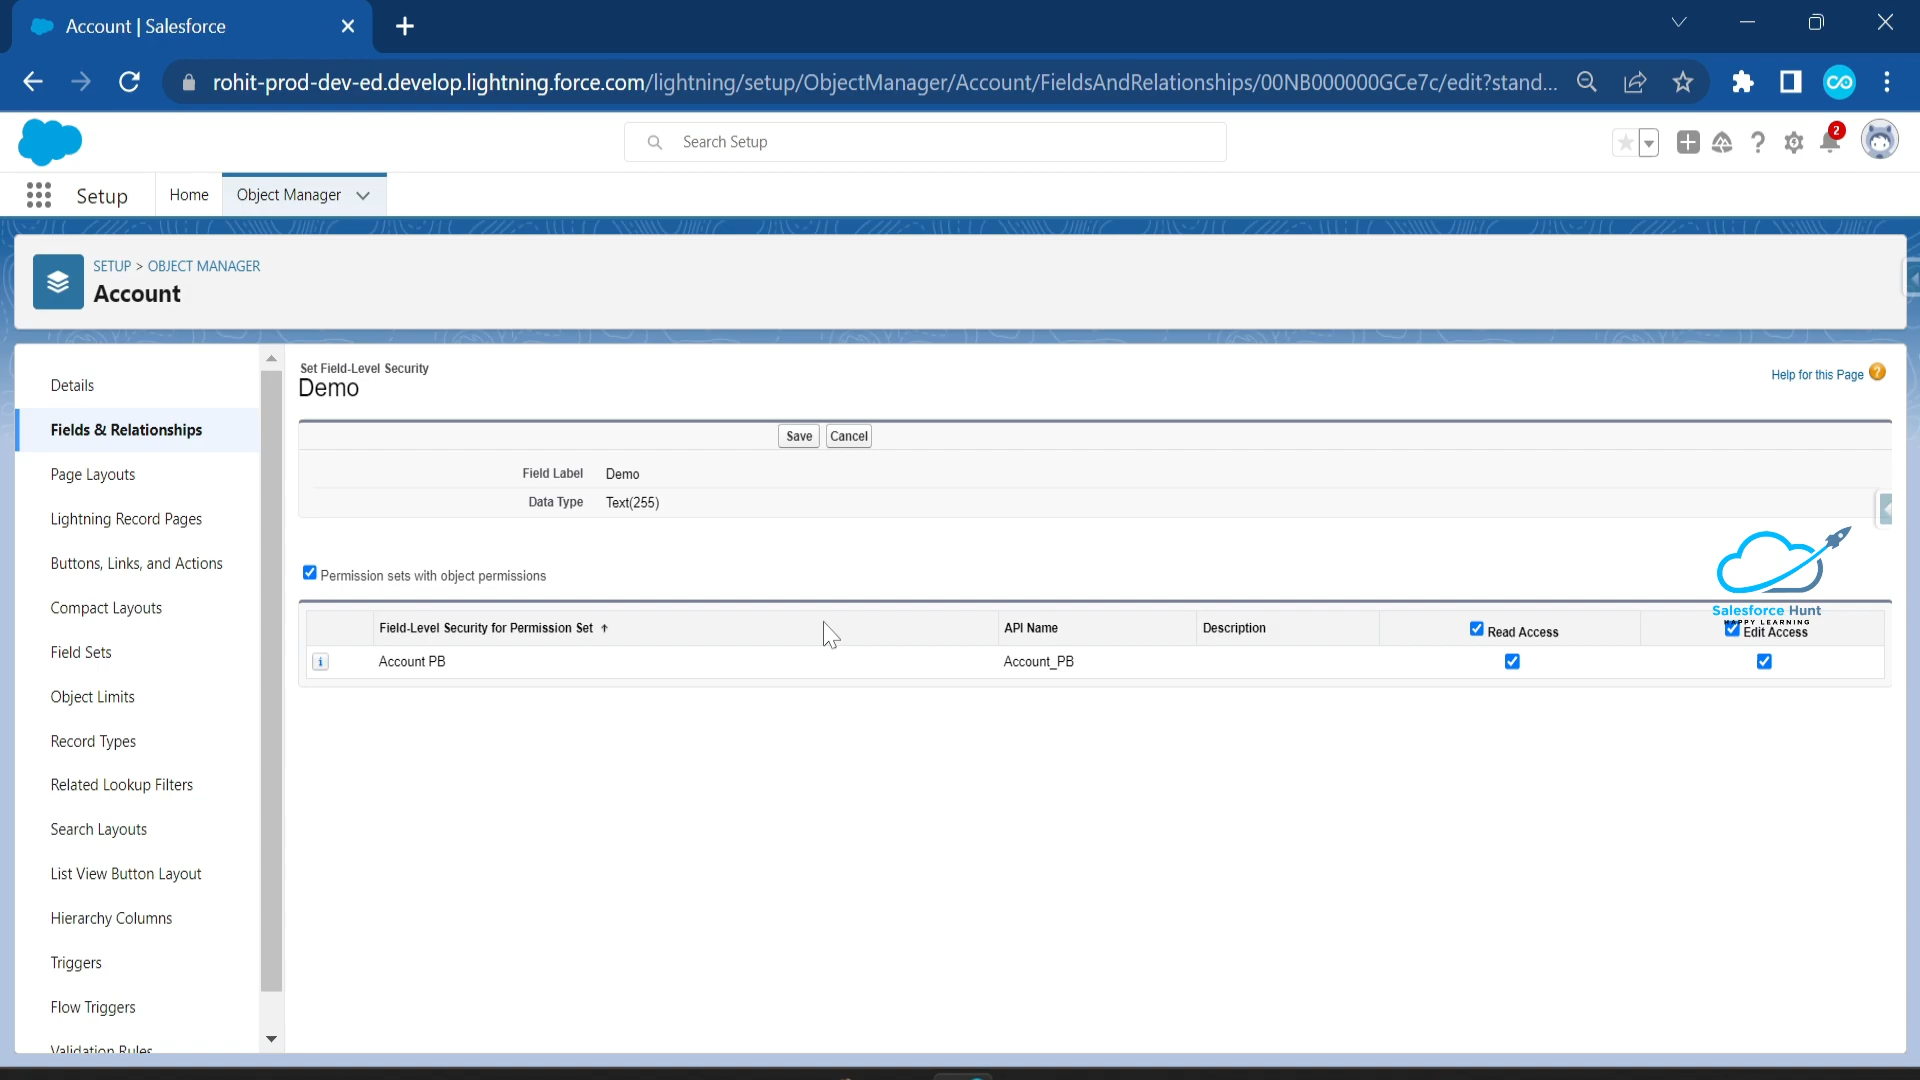 Account | Salesforce
rohit-prod-dev-ed.develop.lightning.force.com/lightning/setup/ObjectManager/Account/FieldsAndRelationships/00NB000000GCe7c/edit?stand...
Search Setup
2
Setup
Home
Object Manager
SETUP > OBJECT MANAGER
Account
Details
Fields & Relationships
Page Layouts
Lightning Record Pages
Buttons, Links, and Actions
Compact Layouts
Field Sets
Object Limits
Record Types
Related Lookup Filters
Search Layouts
List View Button Layout
Hierarchy Columns
Triggers
Flow Triggers
Validation Rules
Set Field-Level Security
Demo
Help for this Page
Save Cancel
Field Label Demo
Data Type Text(255)
Permission sets with object permissions
Salesforce Hunt
HAPPY LEARNING
Field-Level Security for Permission Set API Name Description Read Access Edit Access
Account PB Account_PB